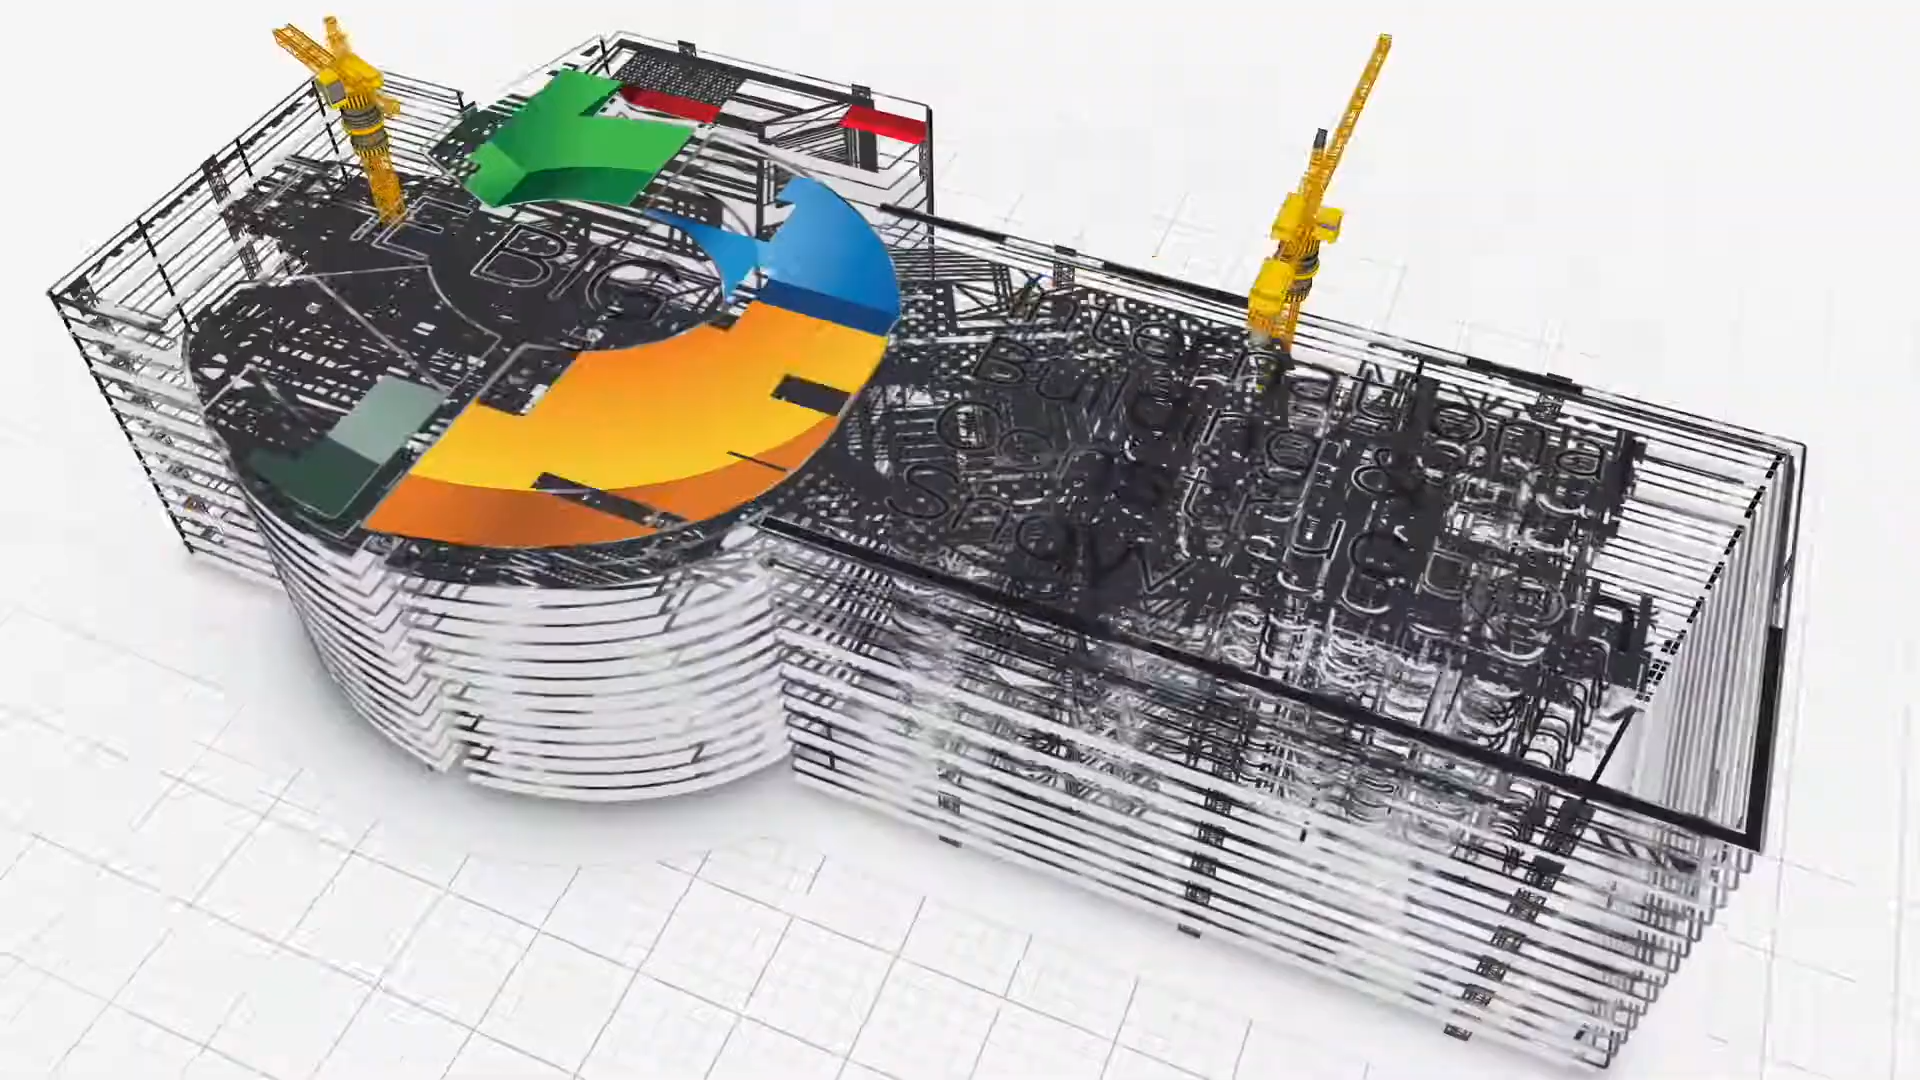 E BIG
International
Building &
Construction
Show